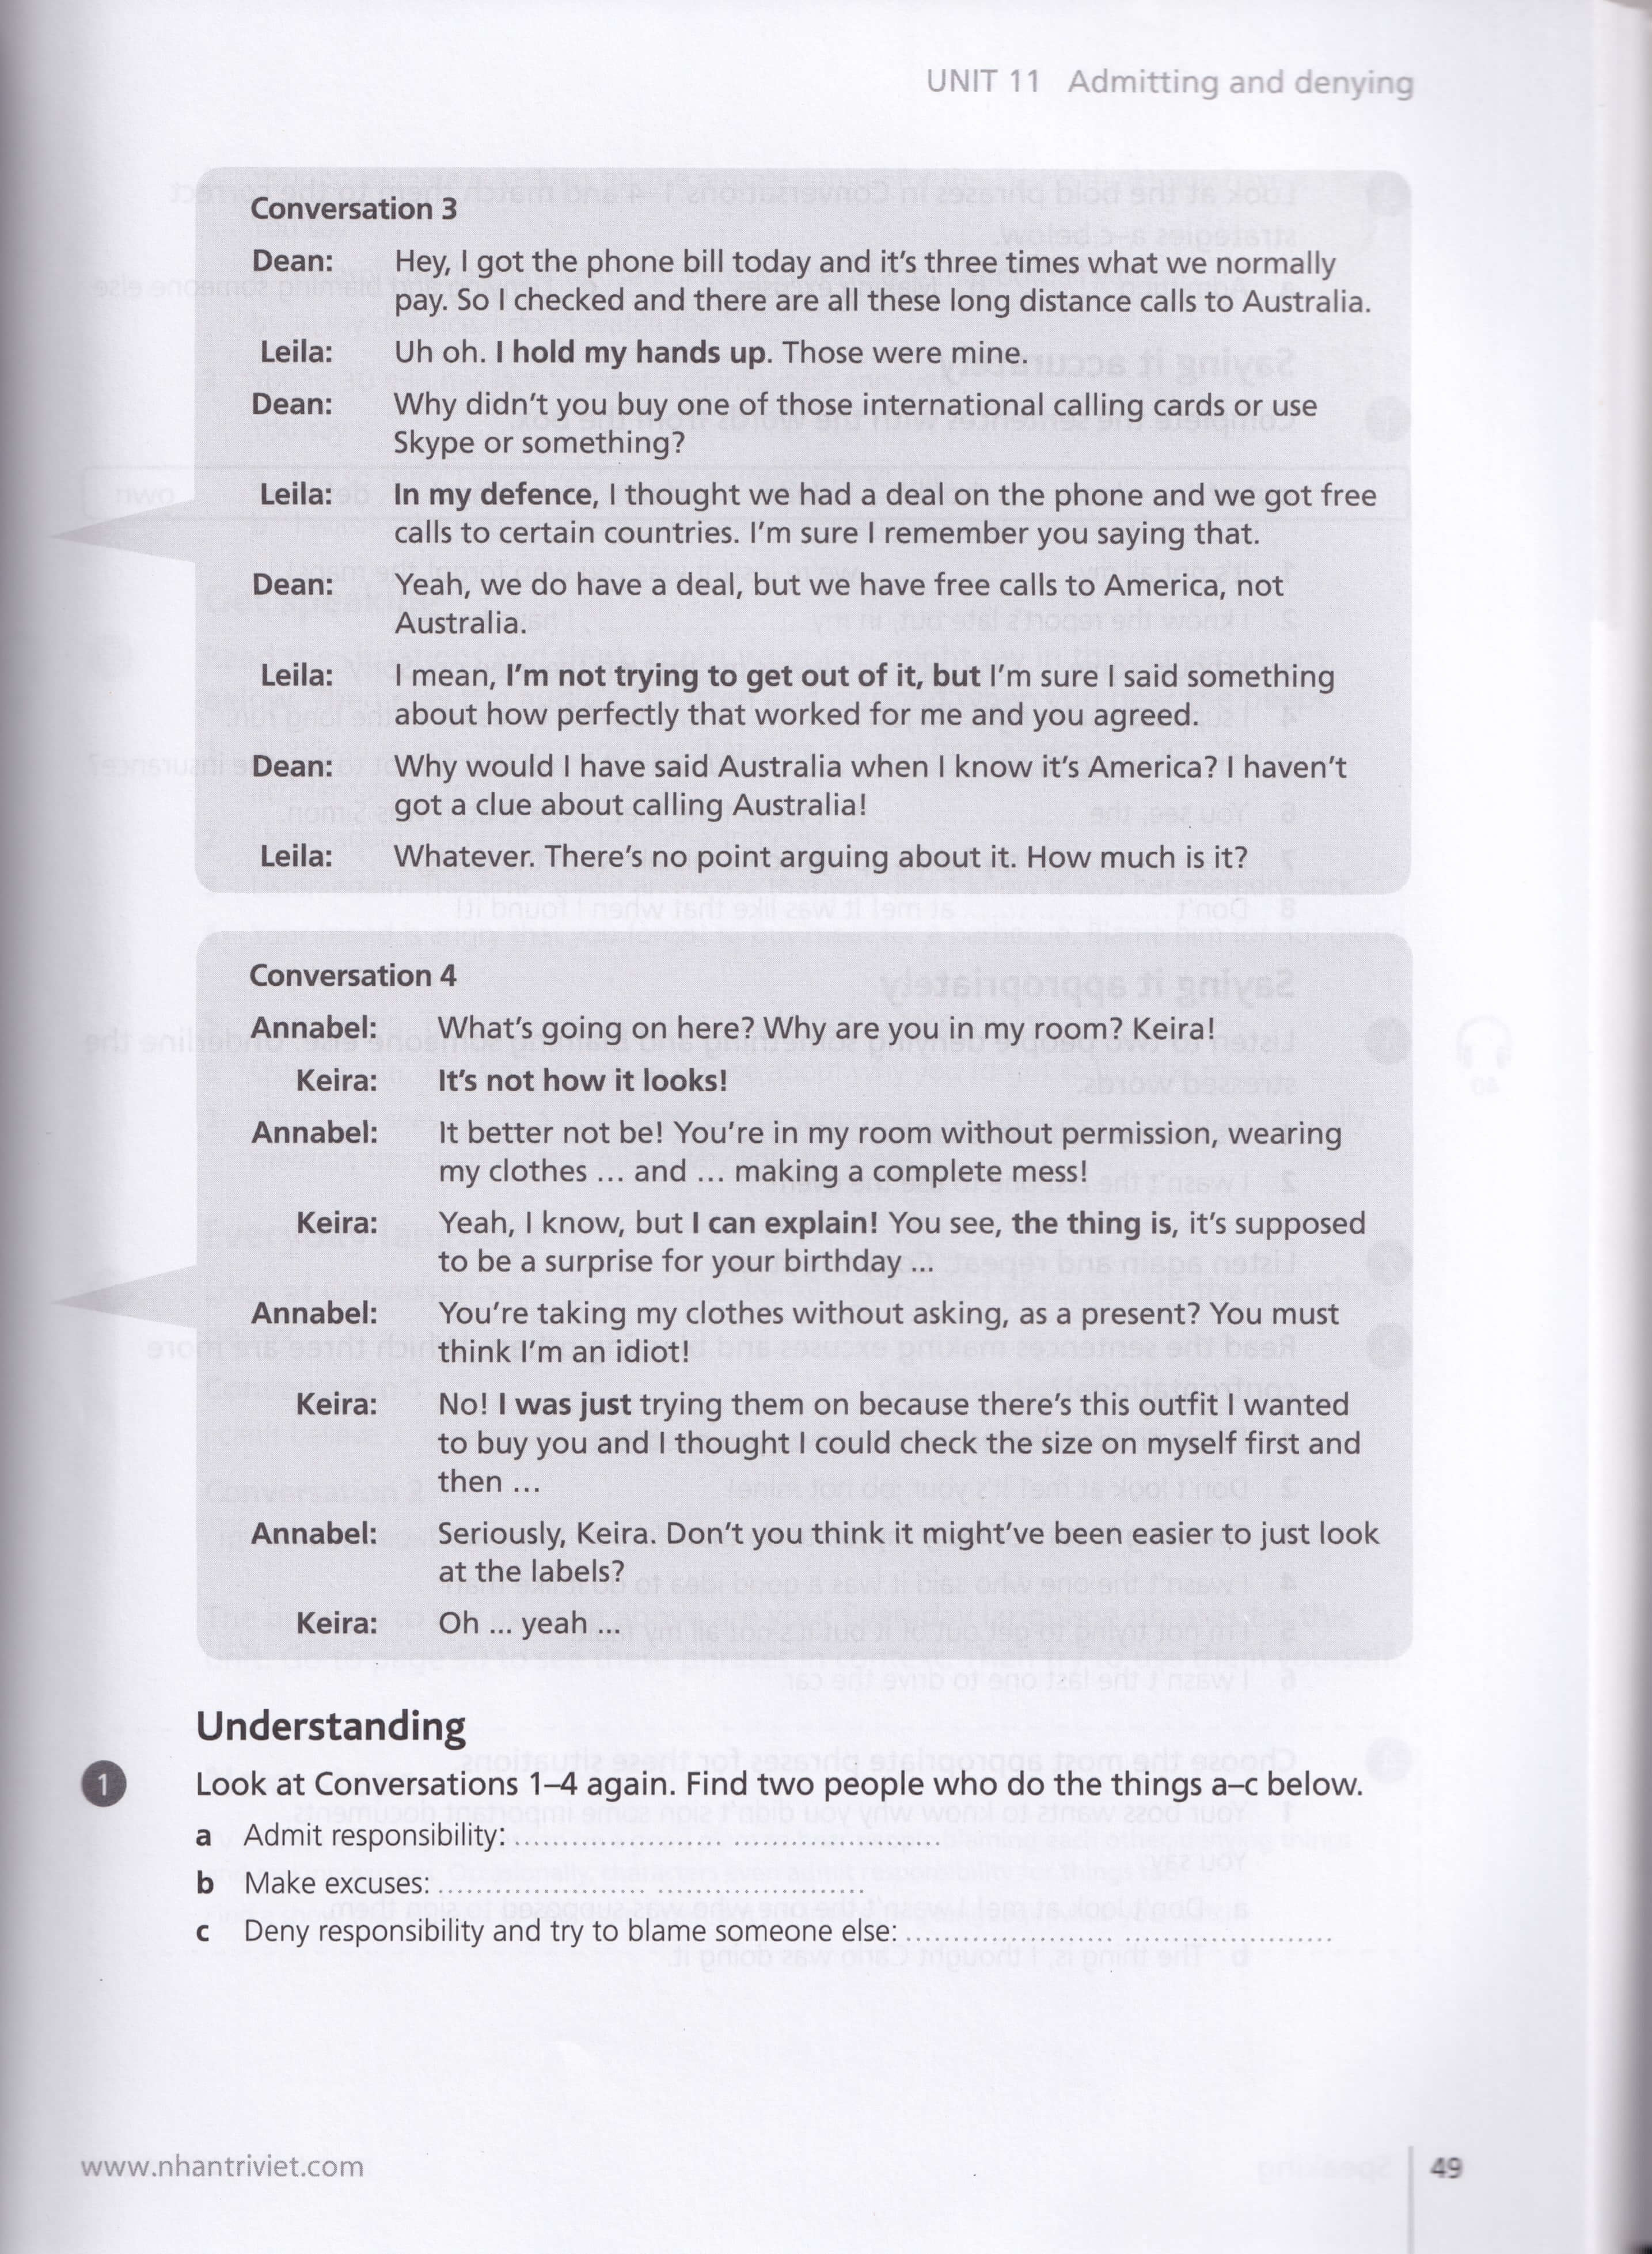 UNIT 11 Admitting and denying
Conversation 3
Dean: Hey, I got the phone bill today and it's three times what we normally
pay. So I checked and there are all these long distance calls to Australia.
Leila: Uh oh. I hold my hands up. Those were mine.
Dean: Why didn't you buy one of those international calling cards or use
Skype or something?
Leila: In my defence, I thought we had a deal on the phone and we got free
calls to certain countries. I'm sure I remember you saying that.
Dean: Yeah, we do have a deal, but we have free calls to America, not
Australia.
Leila: I mean, I'm not trying to get out of it, but I'm sure I said something
about how perfectly that worked for me and you agreed.
Dean: Why would I have said Australia when I know it's America? I haven't
got a clue about calling Australia!
Leila: Whatever. There's no point arguing about it. How much is it?
Conversation 4
Annabel: What's going on here? Why are you in my room? Keira!
Keira: It's not how it looks!
Annabel: It better not be! You're in my room without permission, wearing
my clothes ... and ... making a complete mess!
Keira: Yeah, I know, but I can explain! You see, the thing is, it's supposed
to be a surprise for your birthday ...
Annabel: You're taking my clothes without asking, as a present? You must
think I'm an idiot!
Keira: No! I was just trying them on because there's this outfit I wanted
to buy you and I thought I could check the size on myself first and
then ...
Annabel: Seriously, Keira. Don't you think it might've been easier to just look
at the labels?
Keira: Oh ... yeah ...
Understanding
1 Look at Conversations 1–4 again. Find two people who do the things a–c below.
a Admit responsibility: ...................... ......................
b Make excuses: ...................... ......................
c Deny responsibility and try to blame someone else: ...................... ......................
www.nhantriviet.com
49